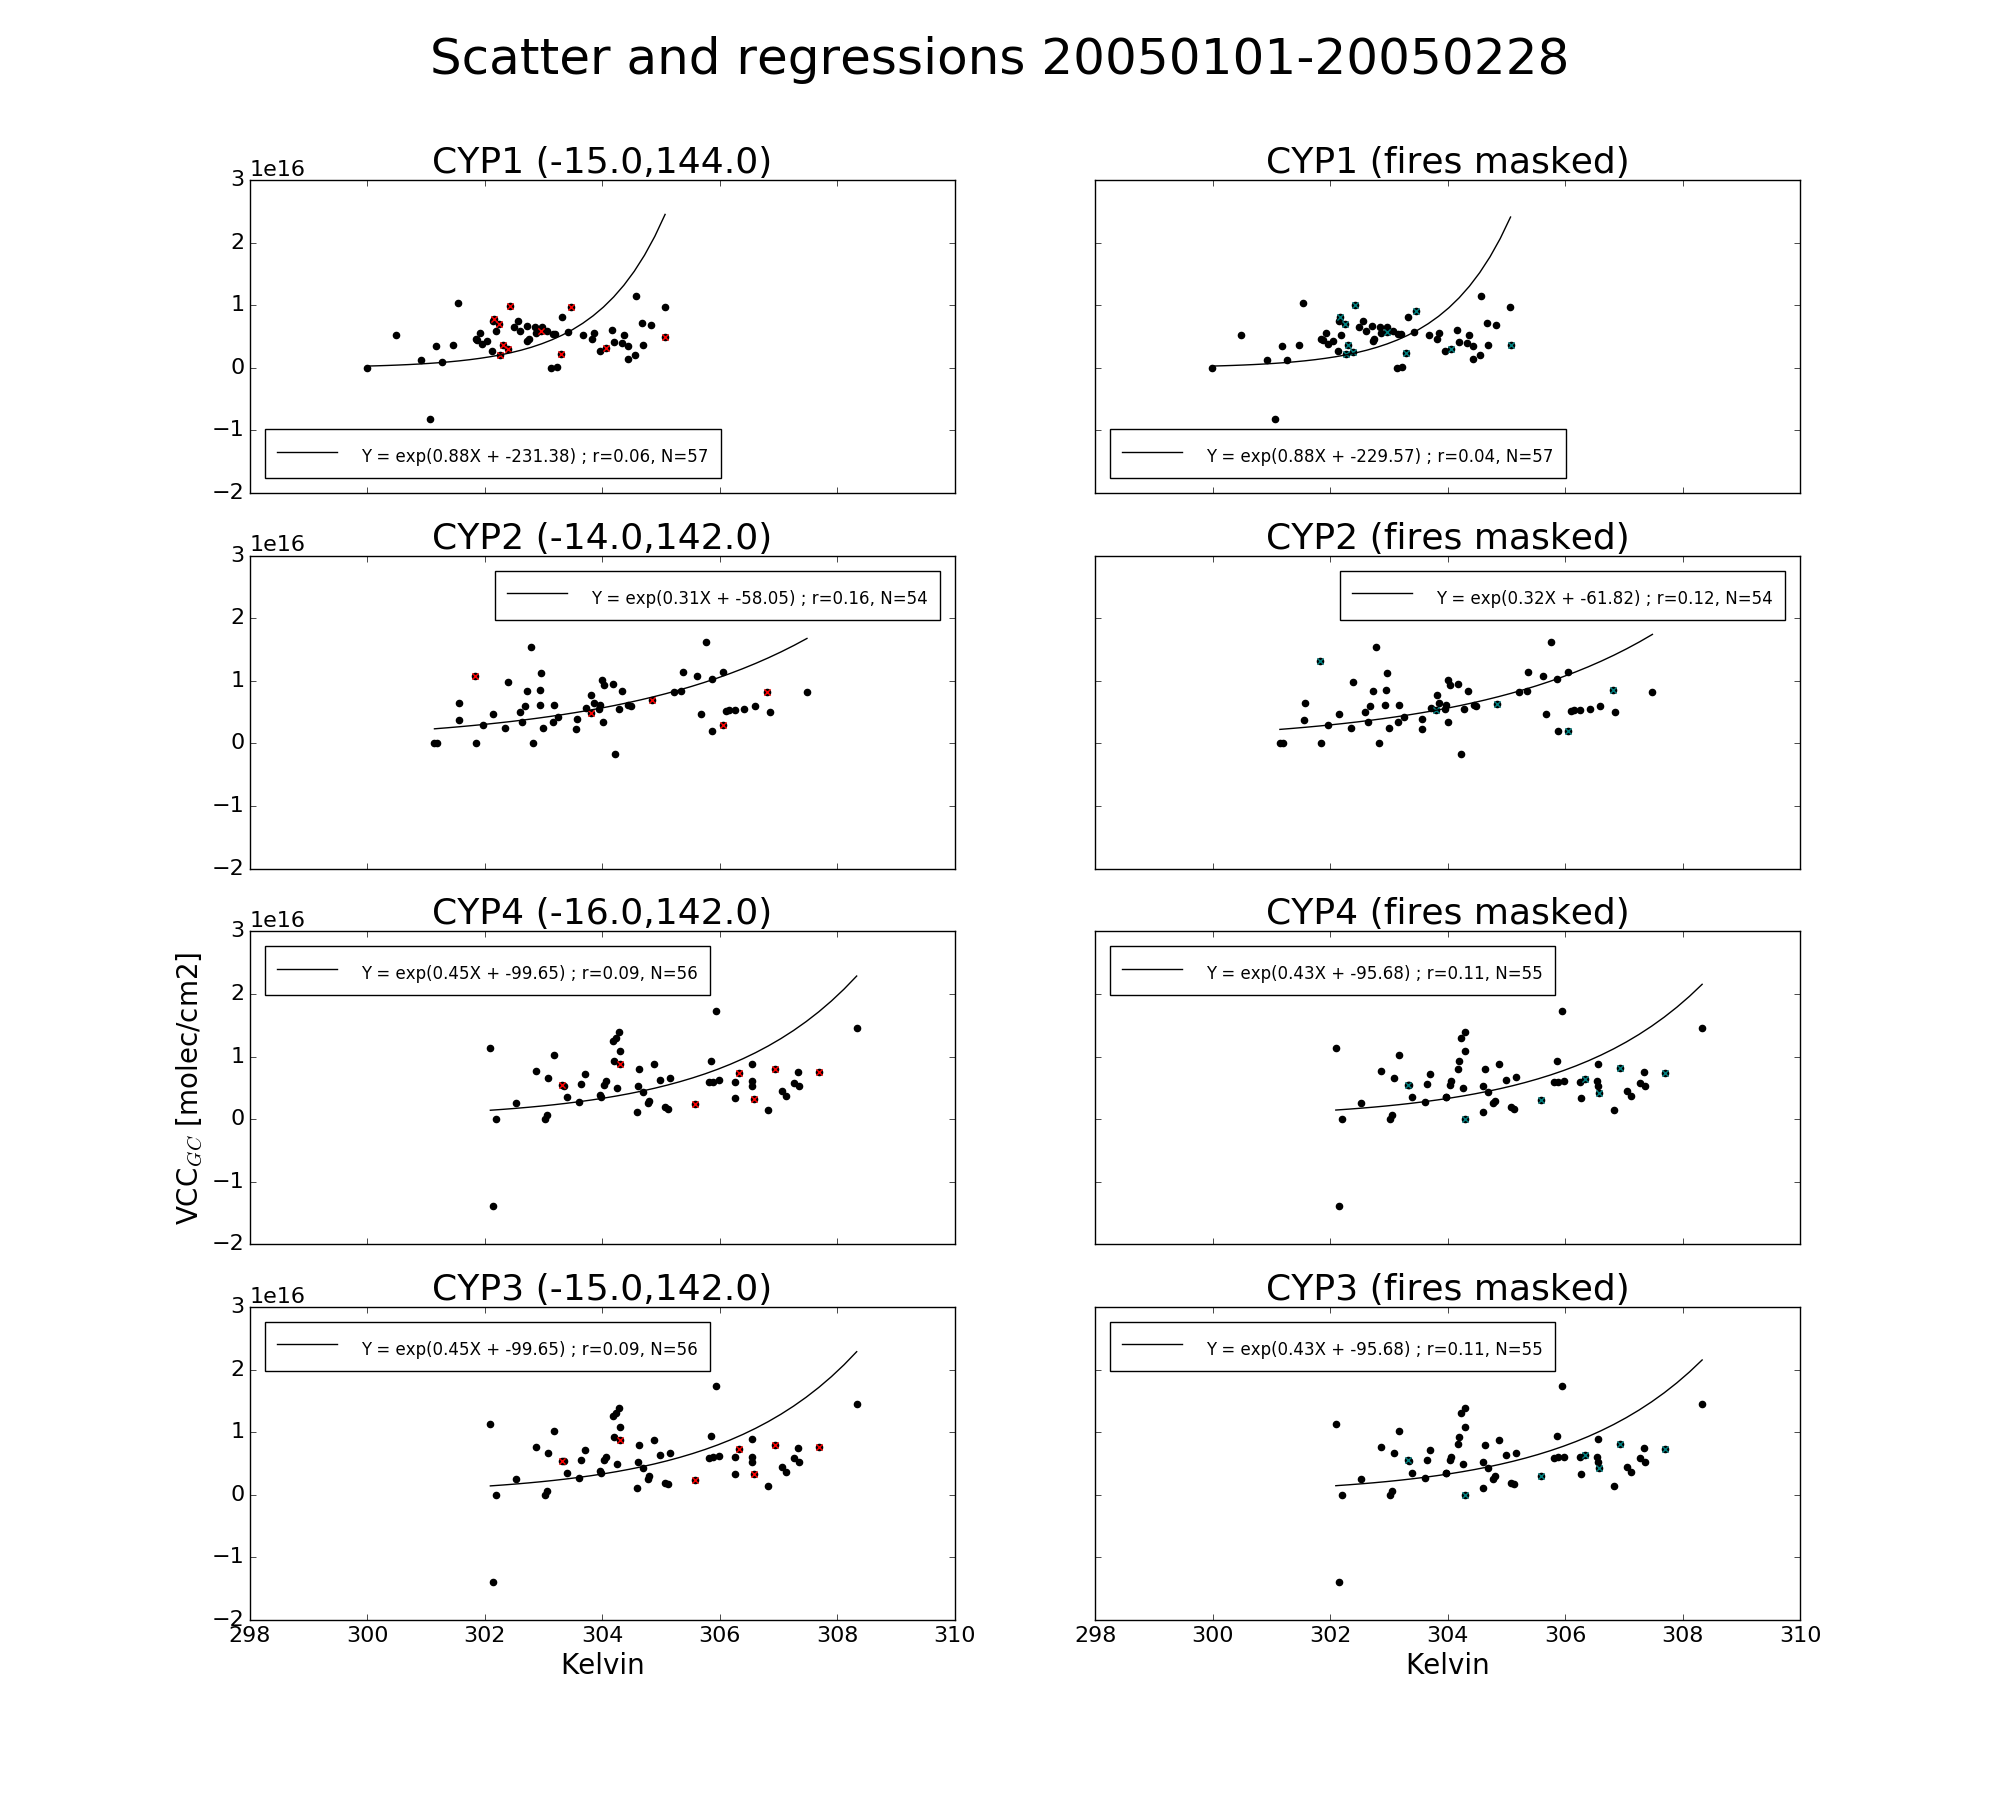 Scatter and regressions 20050101-20050228
CYP1 (-15.0,144.0)
1e16
3
2
1
0
−1
−2
Y = exp(0.88X + -231.38) ; r=0.06, N=57
CYP1 (fires masked)
Y = exp(0.88X + -229.57) ; r=0.04, N=57
CYP2 (-14.0,142.0)
1e16
3
2
1
0
−1
−2
Y = exp(0.31X + -58.05) ; r=0.16, N=54
CYP2 (fires masked)
Y = exp(0.32X + -61.82) ; r=0.12, N=54
CYP4 (-16.0,142.0)
1e16
3
2
1
0
−1
−2
VCC_GC [molec/cm2]
Y = exp(0.45X + -99.65) ; r=0.09, N=56
CYP4 (fires masked)
Y = exp(0.43X + -95.68) ; r=0.11, N=55
CYP3 (-15.0,142.0)
1e16
3
2
1
0
−1
−2
Y = exp(0.45X + -99.65) ; r=0.09, N=56
298 300 302 304 306 308 310
Kelvin
CYP3 (fires masked)
Y = exp(0.43X + -95.68) ; r=0.11, N=55
298 300 302 304 306 308 310
Kelvin